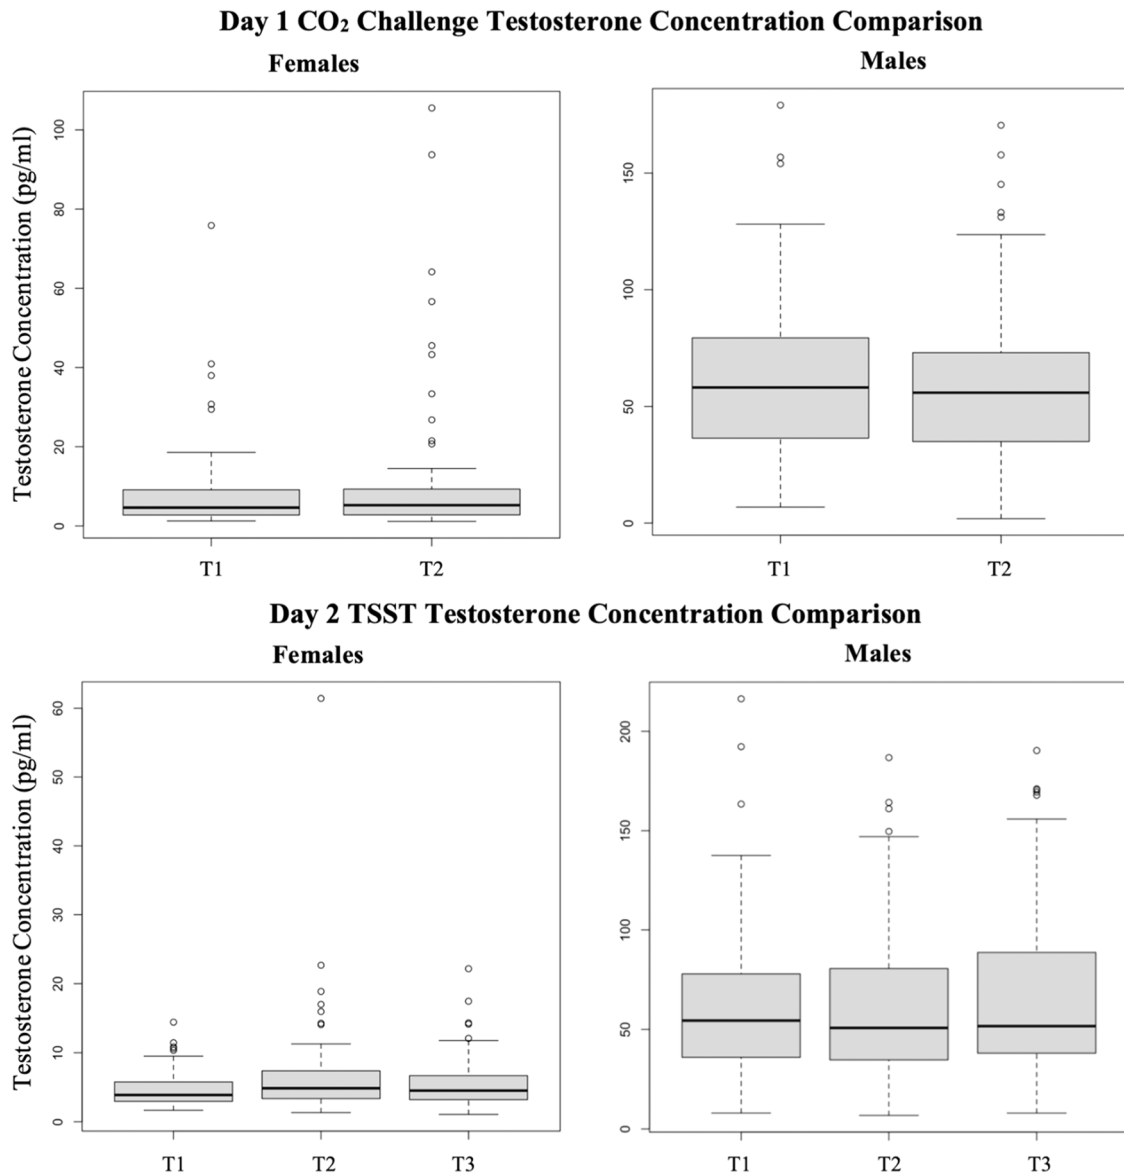 Day 1 CO₂ Challenge Testosterone Concentration Comparison
Females
Males
Testosterone Concentration (pg/ml)
100
80
60
40
20
0
T1 T2
150
100
50
0
T1 T2
Day 2 TSST Testosterone Concentration Comparison
Females
Males
Testosterone Concentration (pg/ml)
60
50
40
30
20
10
0
T1 T2 T3
200
150
100
50
0
T1 T2 T3